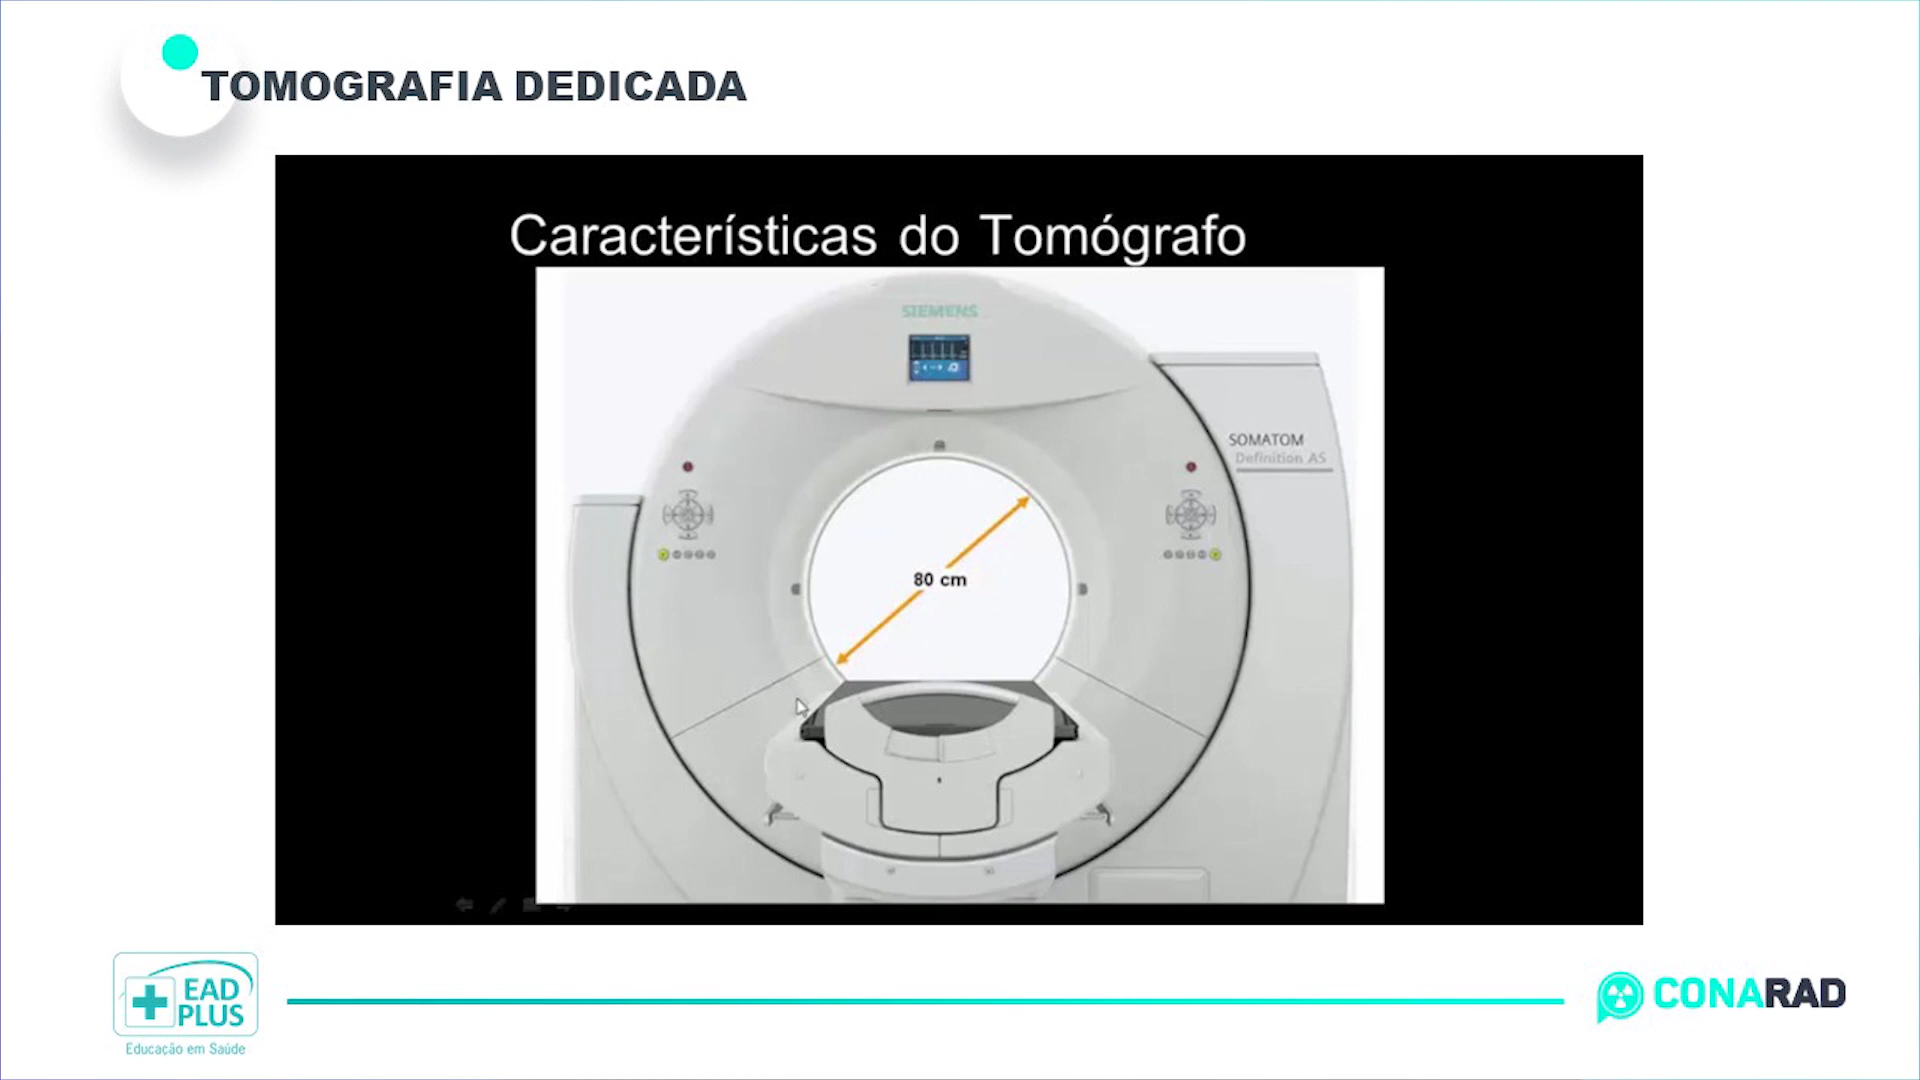 TOMOGRAFIA DEDICADA
Características do Tomógrafo
SIEMENS
SOMATOM
Definition AS
80 cm
EAD
PLUS
Educação em Saúde
CONARAD